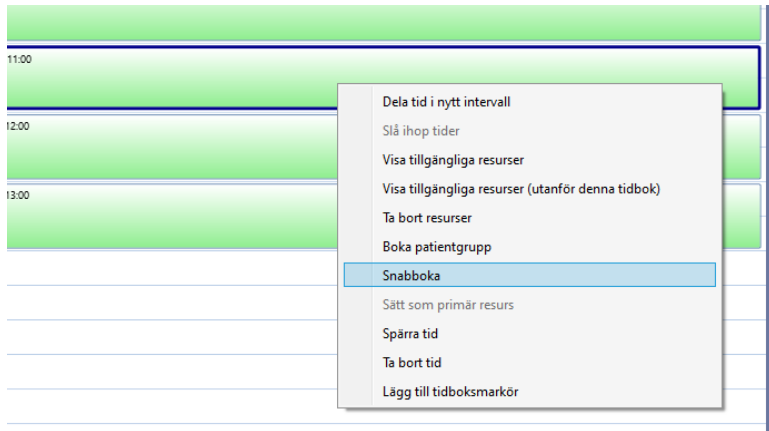 11:00
Dela tid i nytt intervall
12:00
Slå ihop tider
Visa tillgängliga resurser
Visa tillgängliga resurser (utanför denna tidbok)
13:00
Ta bort resurser
Boka patientgrupp
Snabboka
Sätt som primär resurs
Spärra tid
Ta bort tid
Lägg till tidboksmarkör